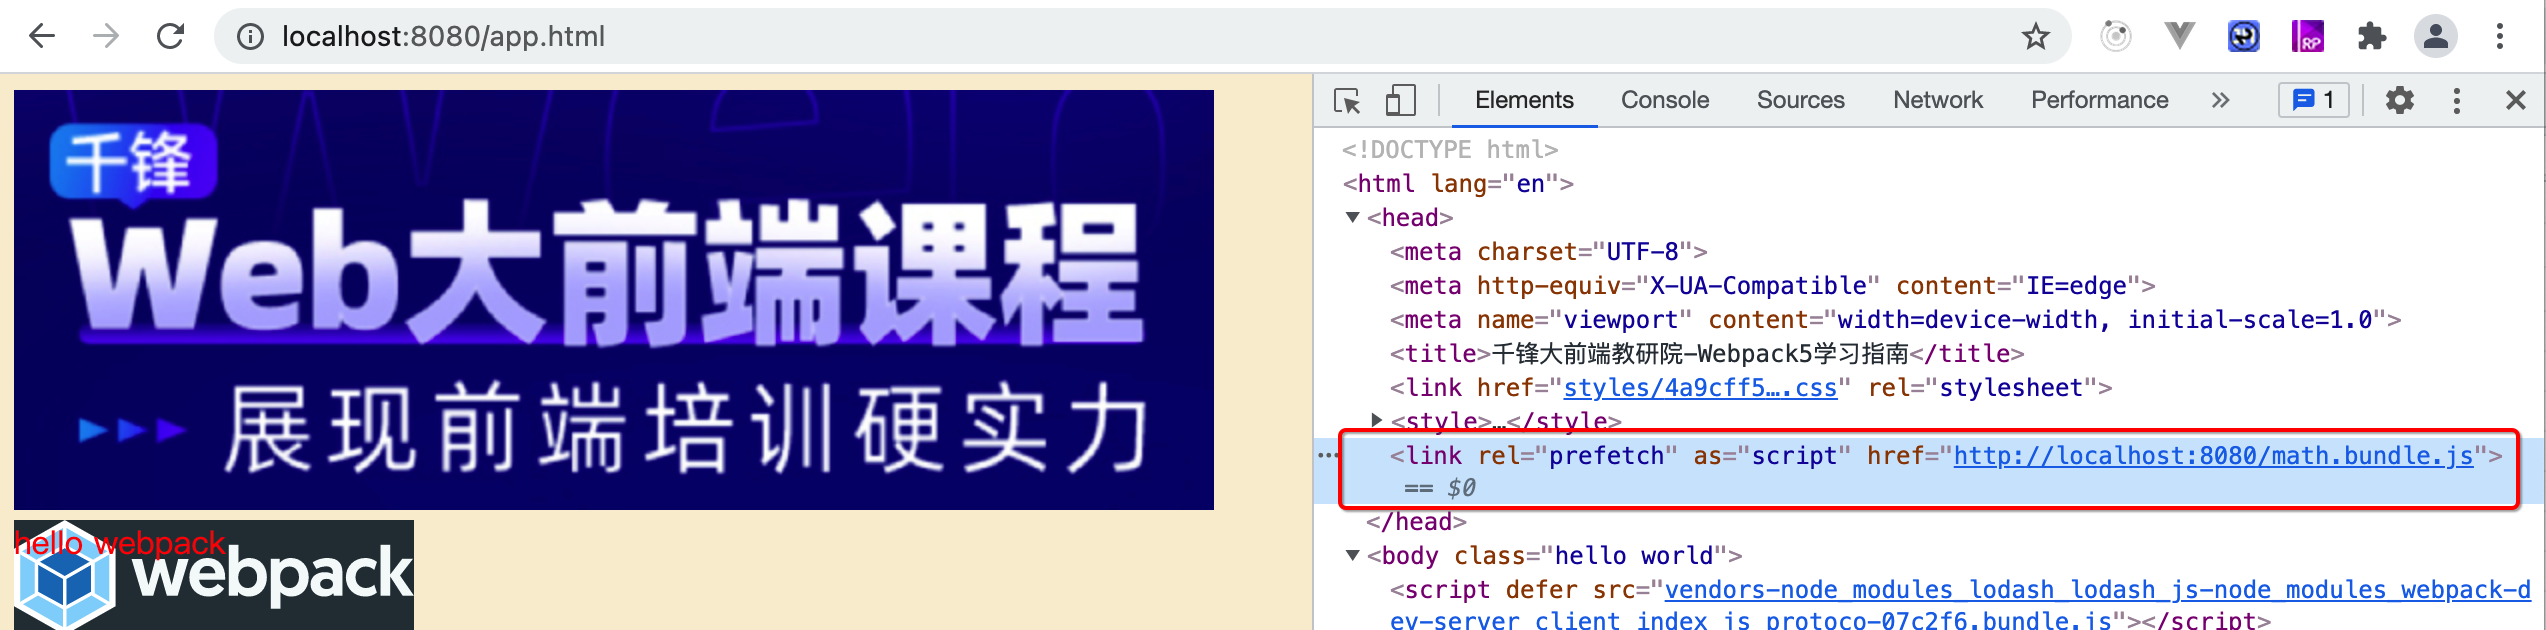 localhost:8080/app.html
千锋
Web大前端课程
展现前端培训硬实力
hello webpack
webpack
Elements Console Sources Network Performance » 1
<!DOCTYPE html>
<html lang="en">
<head>
<meta charset="UTF-8">
<meta http-equiv="X-UA-Compatible" content="IE=edge">
<meta name="viewport" content="width=device-width, initial-scale=1.0">
<title>千锋大前端教研院-Webpack5学习指南</title>
<link href="styles/4a9cff5….css" rel="stylesheet">
<style>…</style>
<link rel="prefetch" as="script" href="http://localhost:8080/math.bundle.js">
== $0
</head>
<body class="hello world">
<script defer src="vendors-node_modules_lodash_lodash_js-node_modules_webpack-d
ev-server_client_index_js_protoco-07c2f6.bundle.js"></script>